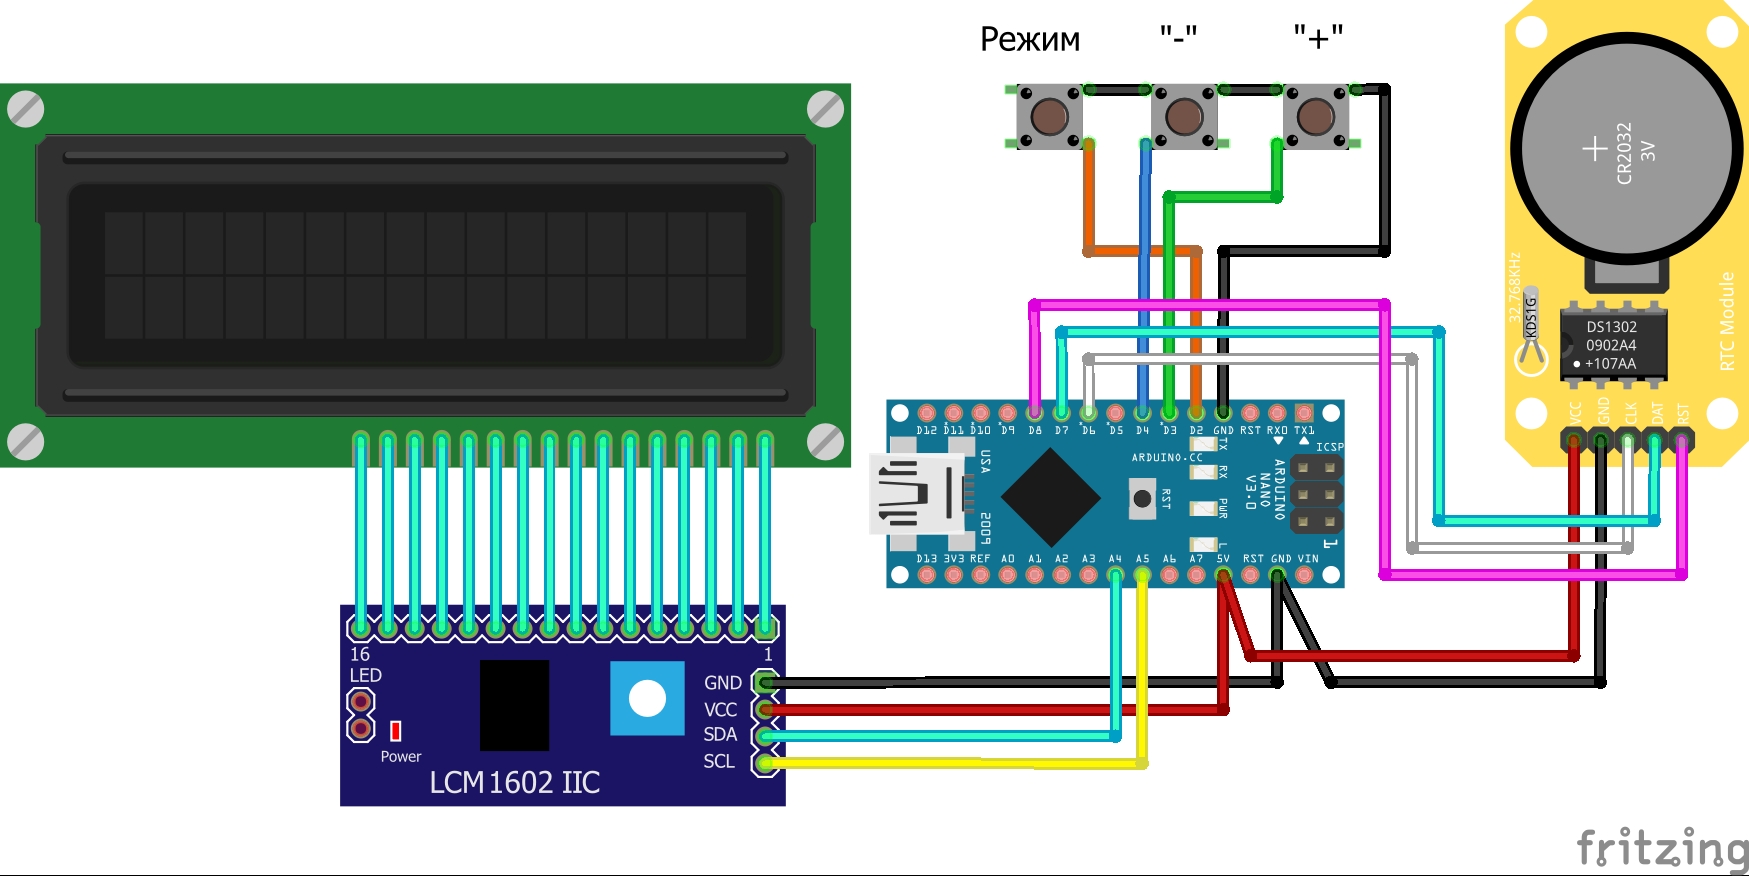 Режим "-" "+"
CR2032
3V
32.768KHz
KDS1G
DS1302
0902A4
+107AA
RTC Module
VCC GND CLK DAT RST
D12 D11 D10 D9 D8 D7 D6 D5 D4 D3 D2 GND RST RX0 TX1
USA
2009
ARDUINO.CC
RST
TX
RX
PWR
L
ARDUINO
NANO
V3.0
ICSP
1
D13 3V3 REF A0 A1 A2 A3 A4 A5 A6 A7 5V RST GND VIN
16 1
LED
GND
VCC
SDA
SCL
Power
LCM1602 IIC
fritzing